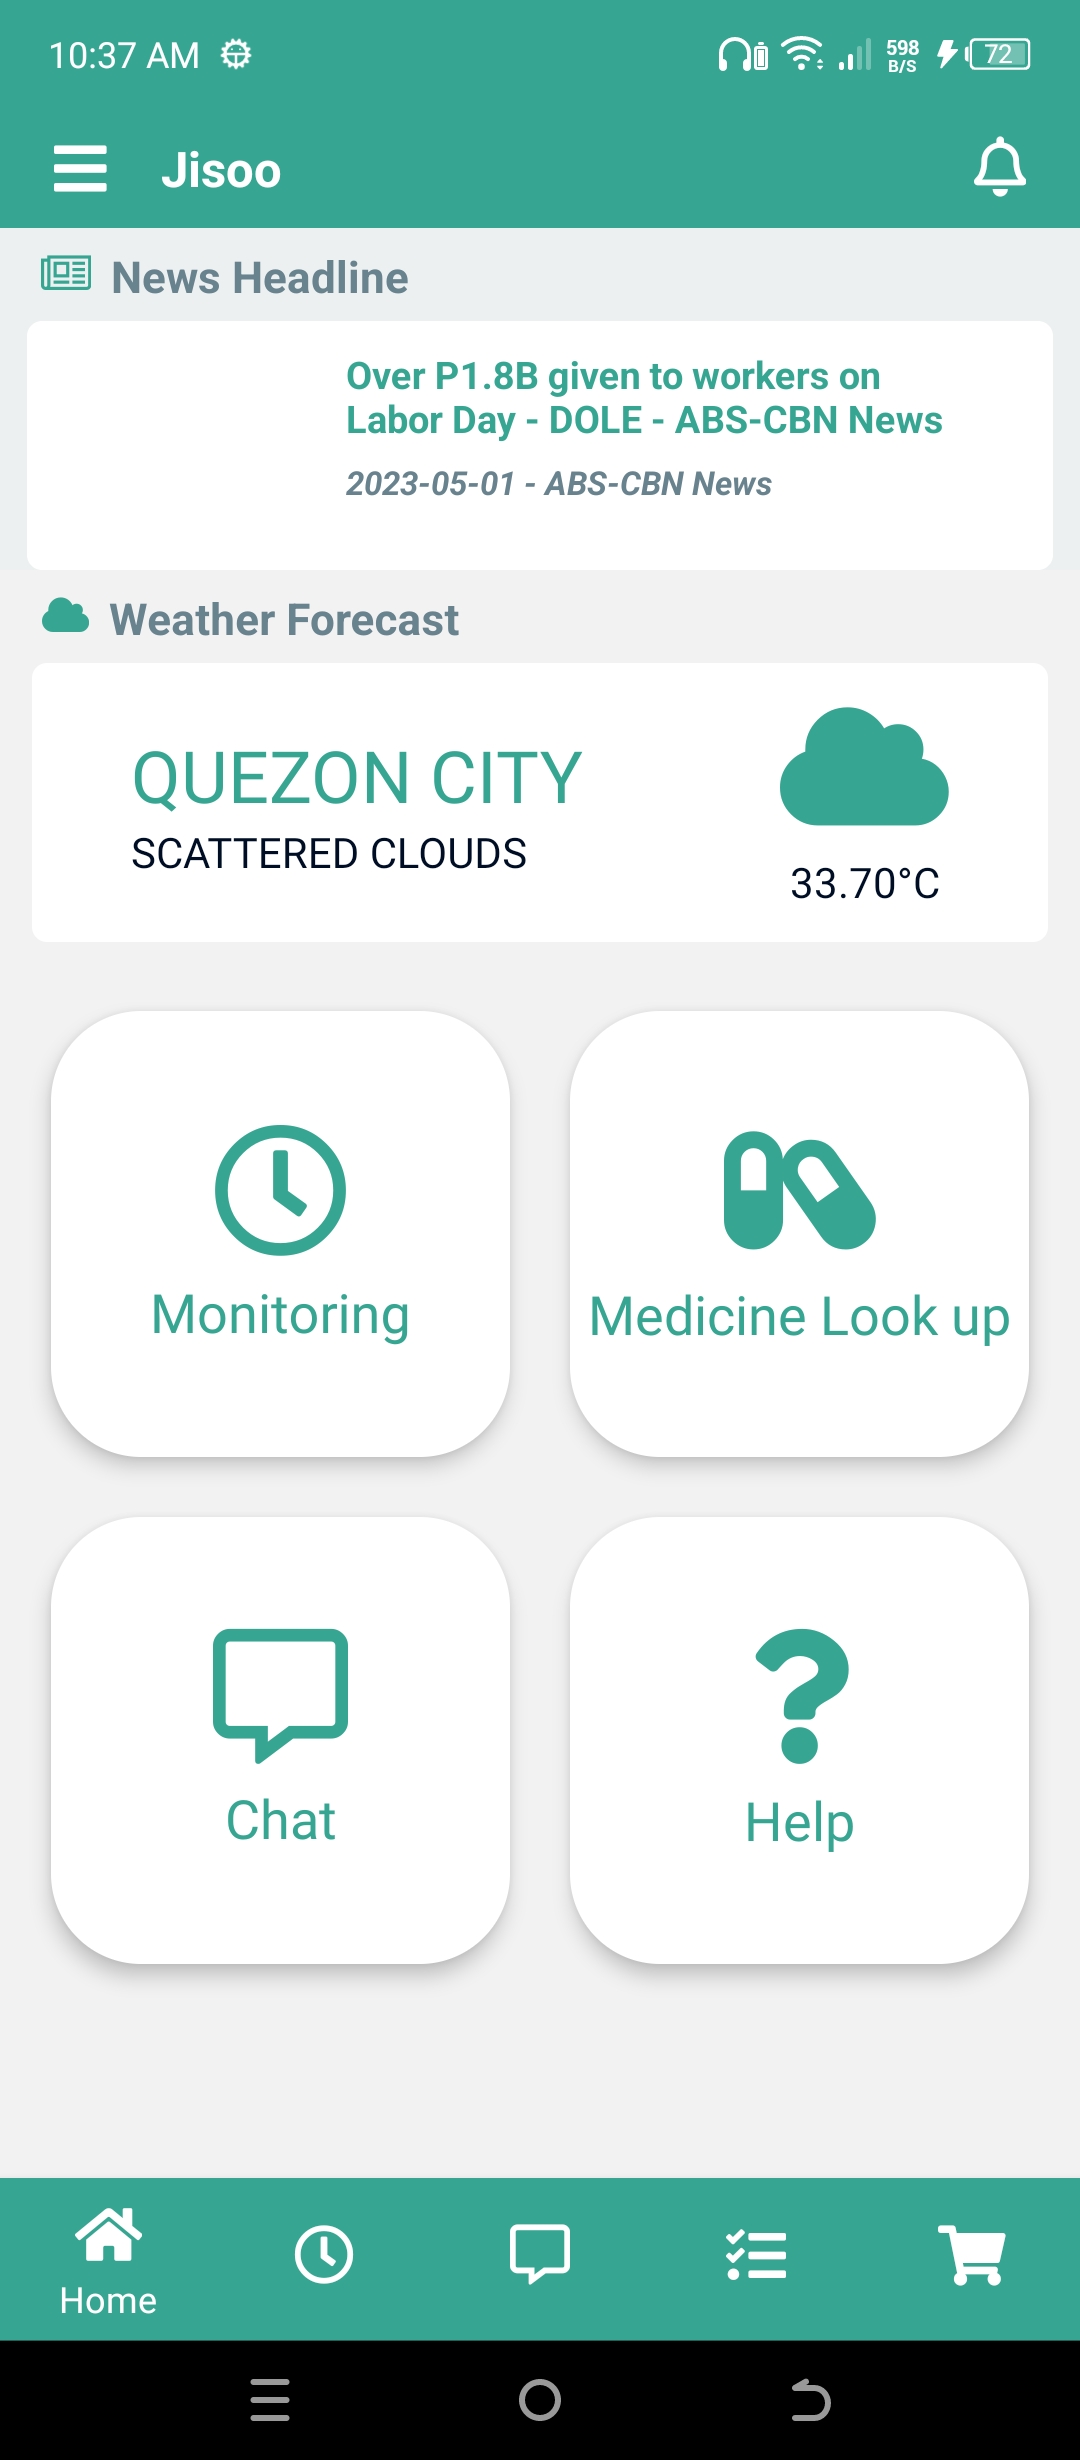 10:37 AM
598
B/S
72
Jisoo
News Headline
Over P1.8B given to workers on
Labor Day - DOLE - ABS-CBN News
2023-05-01 - ABS-CBN News
Weather Forecast
QUEZON CITY
SCATTERED CLOUDS
33.70°C
Monitoring
Medicine Look up
Chat
Help
Home